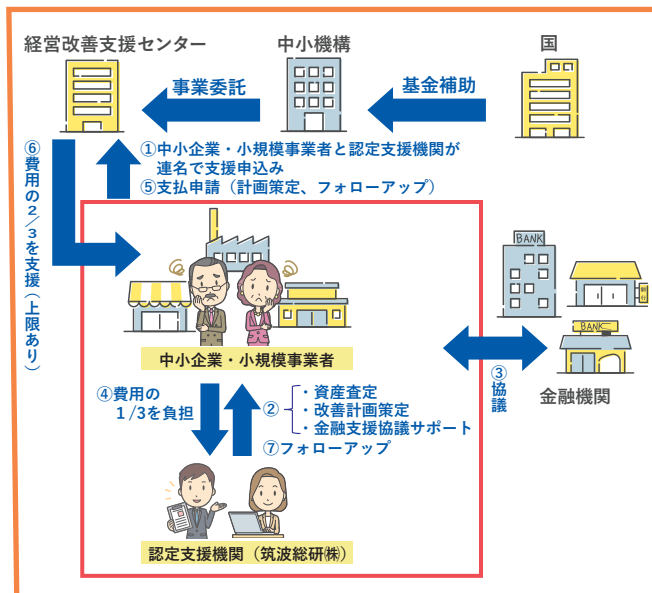 経営改善支援センター
中小機構
国
事業委託
基金補助
①中小企業・小規模事業者と認定支援機関が
連名で支援申込み
⑤支払申請（計画策定、フォローアップ）
⑥費用の2/3を支援（上限あり）
BANK
銀行
BANK
中小企業・小規模事業者
③協議
金融機関
④費用の
1/3を負担
②
・資産査定
・改善計画策定
・金融支援協議サポート
⑦フォローアップ
認定支援機関（筑波総研㈱）